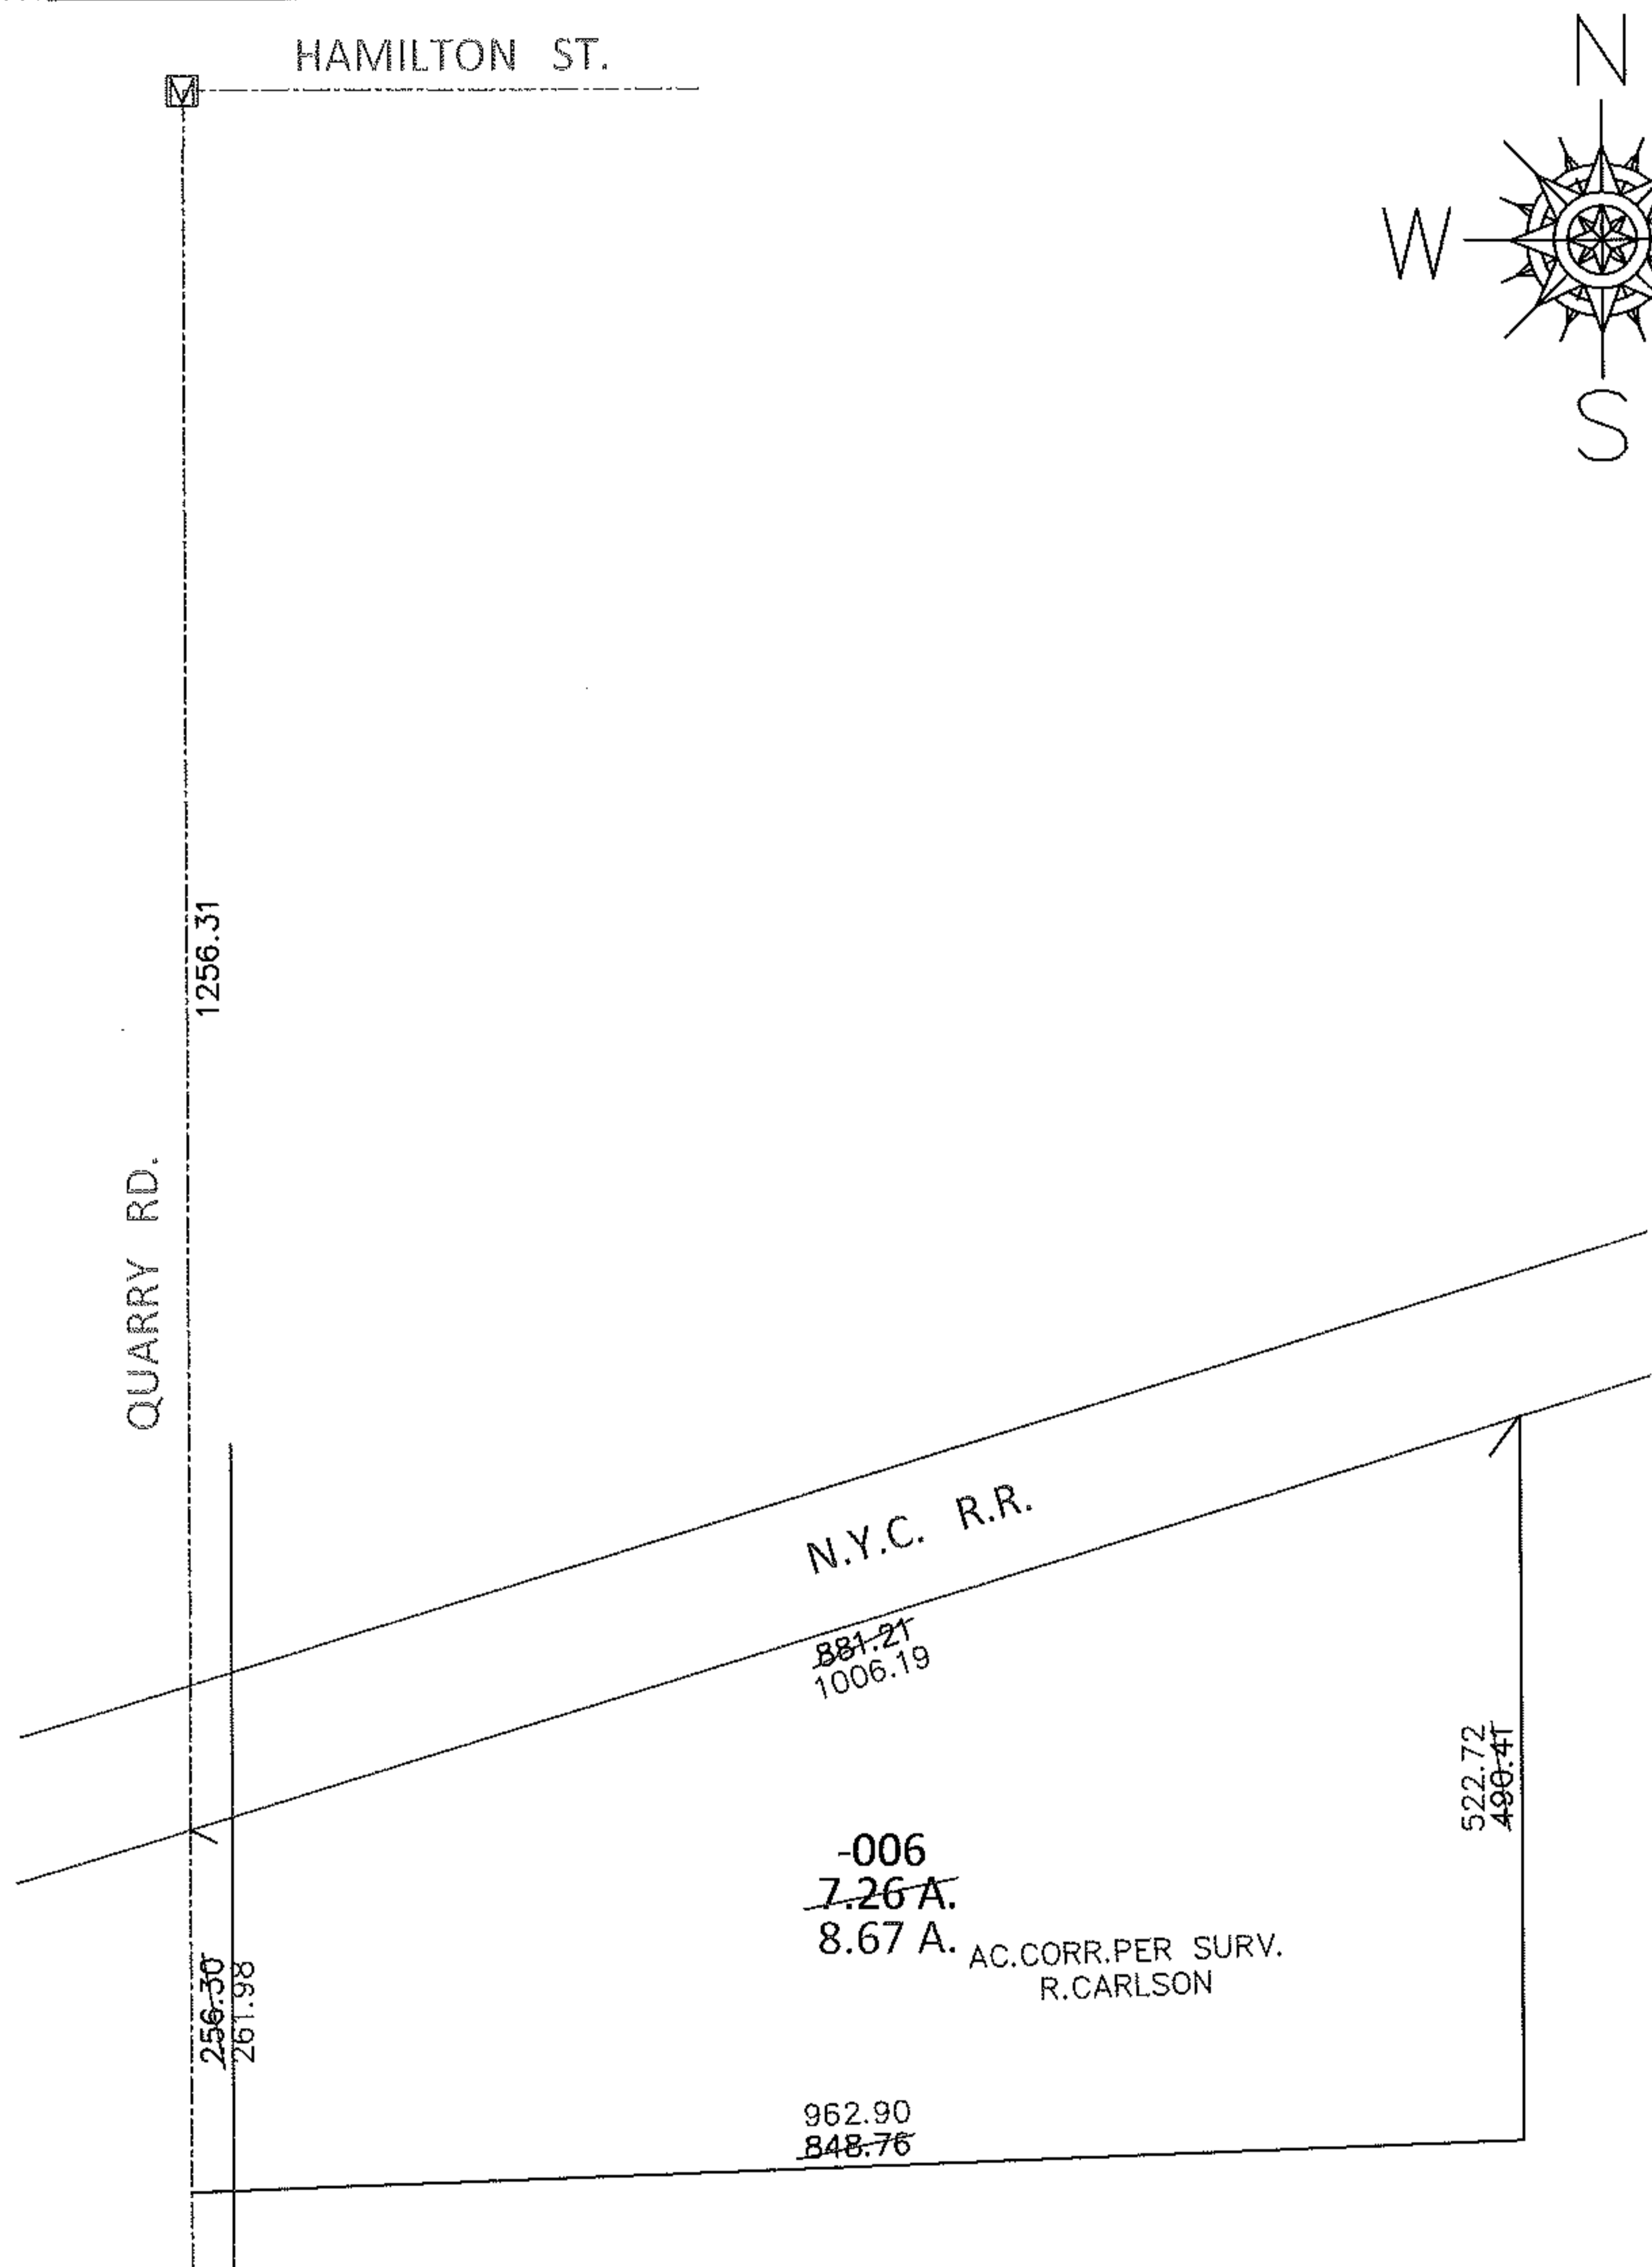 HAMILTON ST.
N
W
S
1256.31
QUARRY RD.
N.Y.C. R.R.
881.21
1006.19
522.72
490.41
-006
7.26 A.
8.67 A.
AC.CORR.PER SURV.
R.CARLSON
256.30
261.98
962.90
848.76